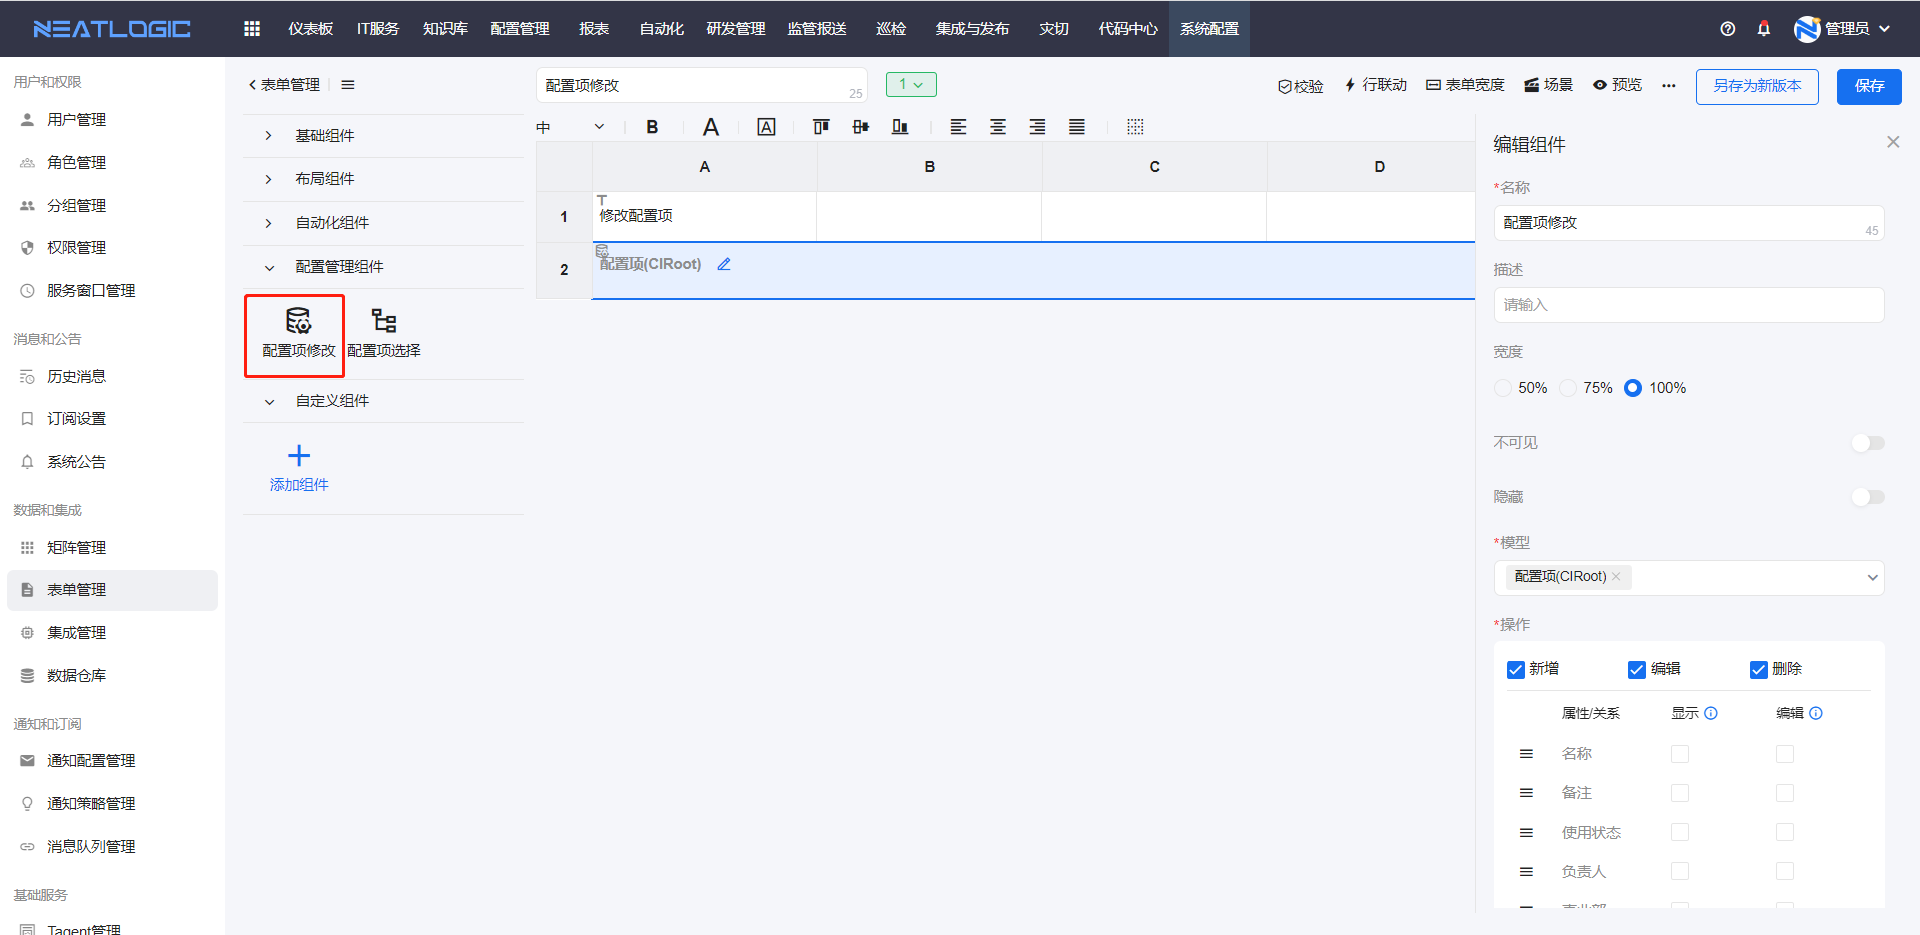 NEATLOGIC
仪表板 IT服务 知识库 配置管理 报表 自动化 研发管理 监管报送 巡检 集成与发布 灾切 代码中心 系统配置 管理员
用户和权限
用户管理
角色管理
分组管理
权限管理
服务窗口管理
消息和公告
历史消息
订阅设置
系统公告
数据和集成
矩阵管理
表单管理
集成管理
数据仓库
通知和订阅
通知配置管理
通知策略管理
消息队列管理
基础服务
Tagent管理
表单管理
基础组件
布局组件
自动化组件
配置管理组件
配置项修改 配置项选择
自定义组件
添加组件
配置项修改 25 1
校验 行联动 表单宽度 场景 预览 ··· 另存为新版本 保存
中 B A A
A B C D
1 修改配置项
2 配置项(CIRoot)
编辑组件
*名称
配置项修改 45
描述
请输入
宽度
50% 75% 100%
不可见
隐藏
*模型
配置项(CIRoot)
*操作
新增 编辑 删除
属性/关系 显示 编辑
名称
备注
使用状态
负责人